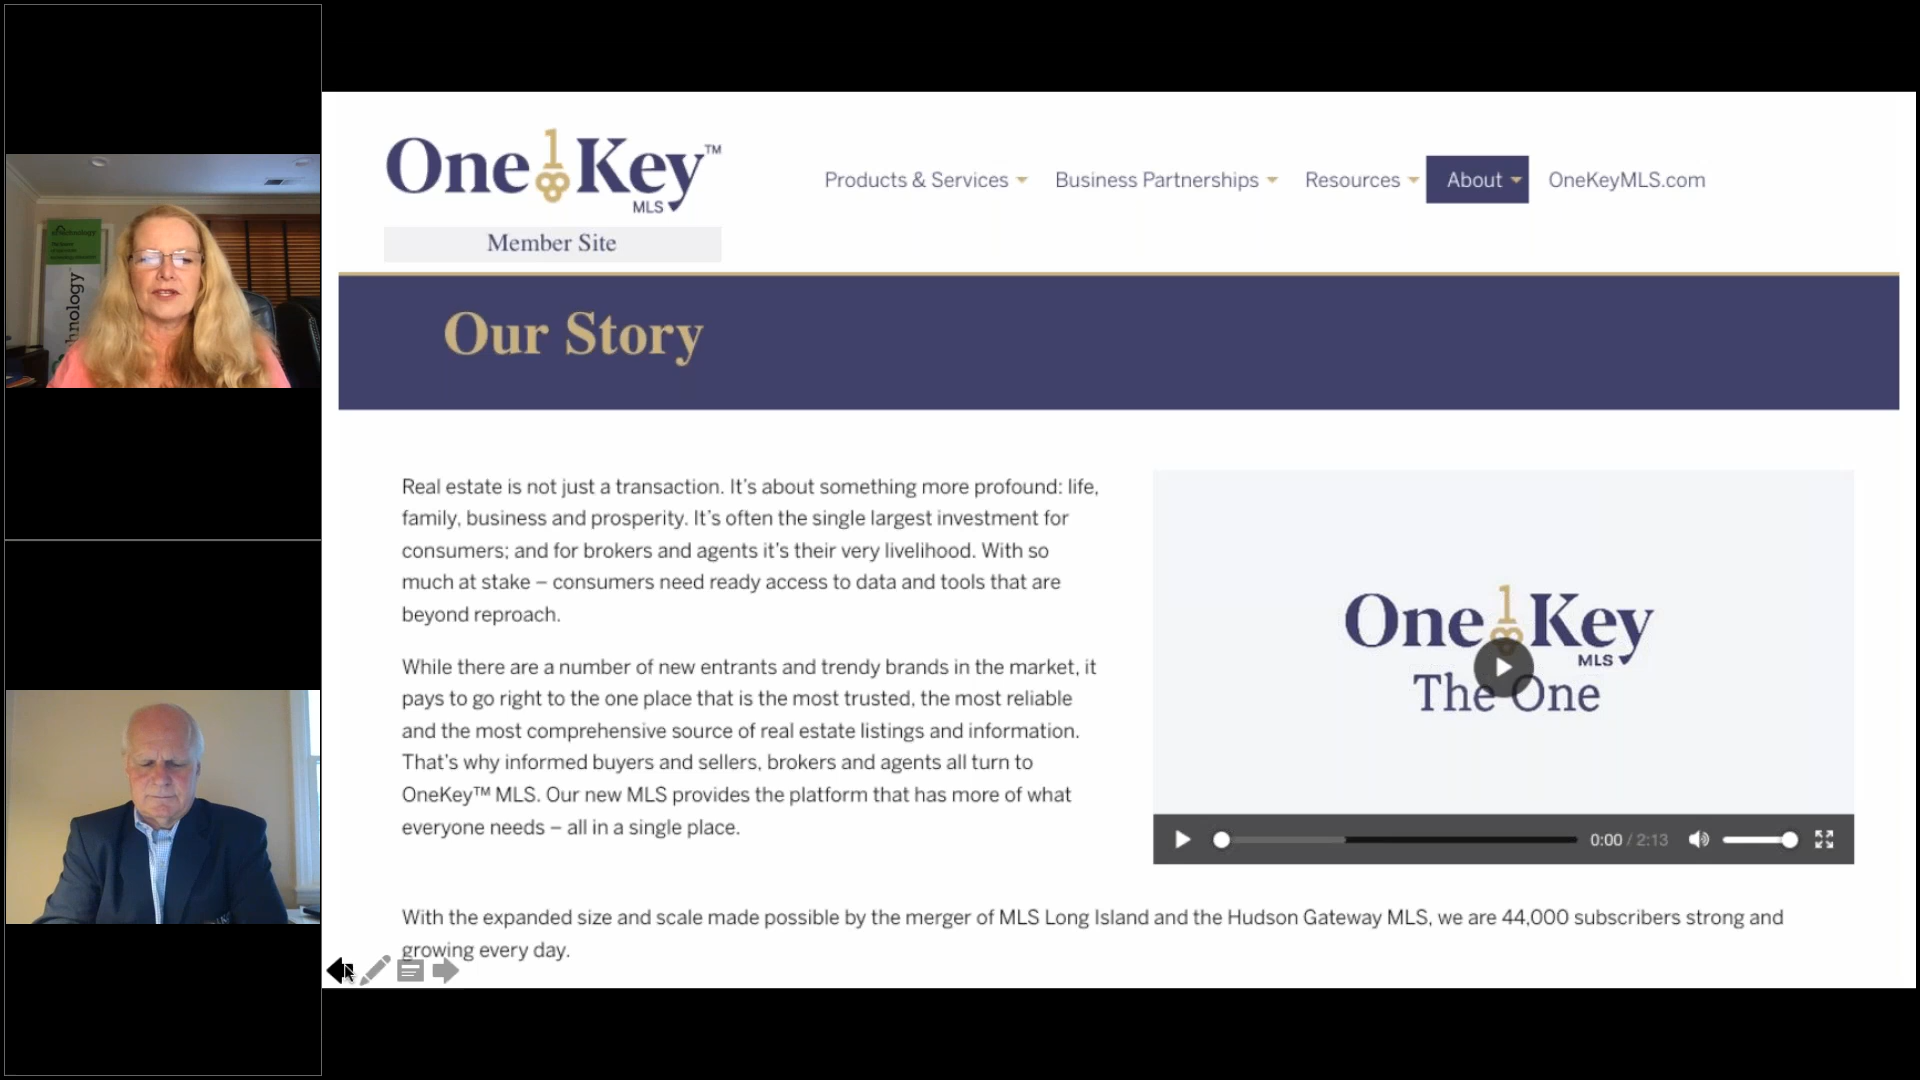 One Key™
MLS
Member Site
Products & Services
Business Partnerships
Resources
About
OneKeyMLS.com
Our Story
Real estate is not just a transaction. It's about something more profound: life,
family, business and prosperity. It's often the single largest investment for
consumers; and for brokers and agents it's their very livelihood. With so
much at stake – consumers need ready access to data and tools that are
beyond reproach.
While there are a number of new entrants and trendy brands in the market, it
pays to go right to the one place that is the most trusted, the most reliable
and the most comprehensive source of real estate listings and information.
That's why informed buyers and sellers, brokers and agents all turn to
OneKey™ MLS. Our new MLS provides the platform that has more of what
everyone needs – all in a single place.
One Key
MLS
The One
0:00 / 2:13
With the expanded size and scale made possible by the merger of MLS Long Island and the Hudson Gateway MLS, we are 44,000 subscribers strong and
growing every day.